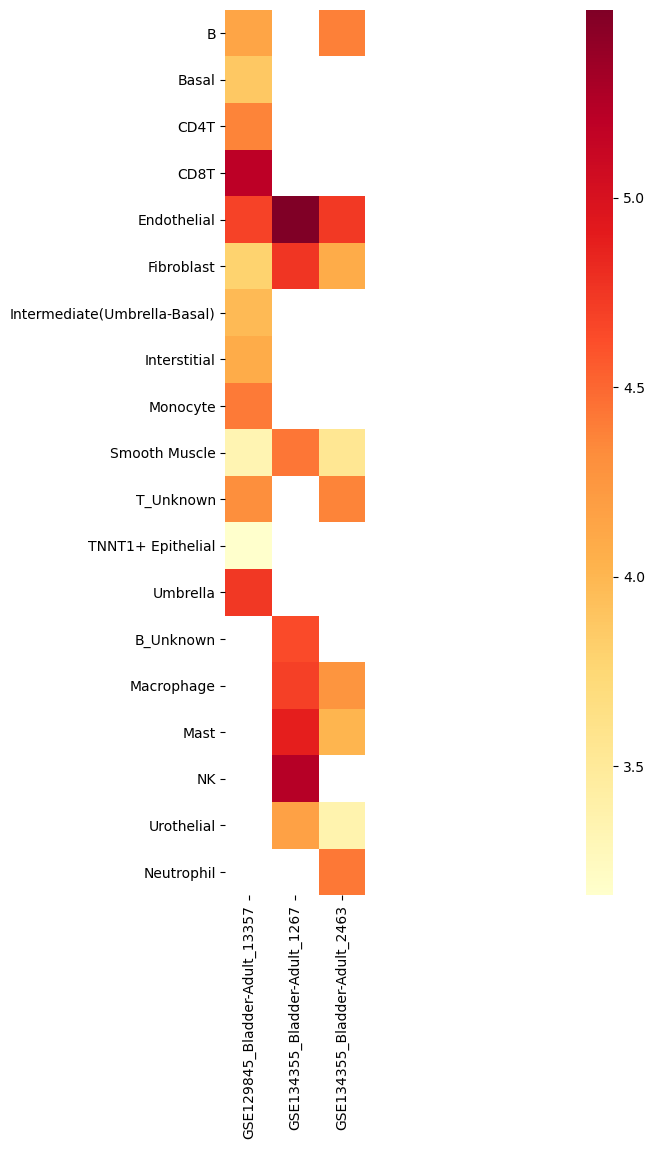 B
Basal
CD4T
CD8T
Endothelial
Fibroblast
Intermediate(Umbrella-Basal)
Interstitial
Monocyte
Smooth Muscle
T_Unknown
TNNT1+ Epithelial
Umbrella
B_Unknown
Macrophage
Mast
NK
Urothelial
Neutrophil
GSE129845_Bladder-Adult_13357
GSE134355_Bladder-Adult_1267
GSE134355_Bladder-Adult_2463
5.0
4.5
4.0
3.5